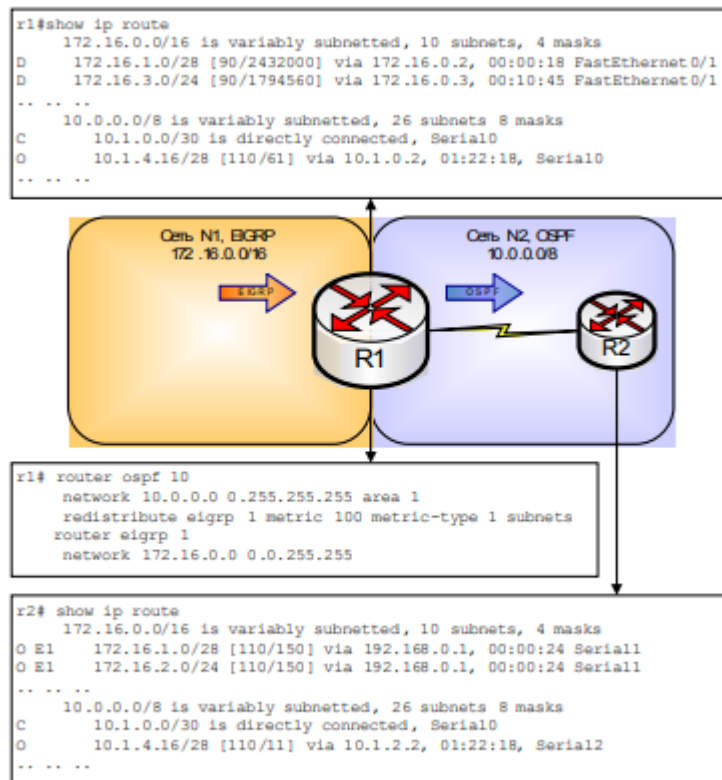 r1#show ip route
172.16.0.0/16 is variably subnetted, 10 subnets, 4 masks
D 172.16.1.0/28 [90/2432000] via 172.16.0.2, 00:00:18 FastEthernet0/1
D 172.16.3.0/24 [90/1794560] via 172.16.0.3, 00:10:45 FastEthernet0/1
.. .. ..
10.0.0.0/8 is variably subnetted, 26 subnets 8 masks
C 10.1.0.0/30 is directly connected, Serial0
O 10.1.4.16/28 [110/61] via 10.1.0.2, 01:22:18, Serial0
.. .. ..
Сеть N1, EIGRP
172 .16.0.0/16
Сеть N2, OSPF
10.0.0.0/8
EIGRP
OSPF
R1
R2
r1# router ospf 10
network 10.0.0.0 0.255.255.255 area 1
redistribute eigrp 1 metric 100 metric-type 1 subnets
router eigrp 1
network 172.16.0.0 0.0.255.255
r2# show ip route
172.16.0.0/16 is variably subnetted, 10 subnets, 4 masks
O E1 172.16.1.0/28 [110/150] via 192.168.0.1, 00:00:24 Serial1
O E1 172.16.2.0/24 [110/150] via 192.168.0.1, 00:00:24 Serial1
.. .. ..
10.0.0.0/8 is variably subnetted, 26 subnets 8 masks
C 10.1.0.0/30 is directly connected, Serial0
O 10.1.4.16/28 [110/11] via 10.1.2.2, 01:22:18, Serial2
.. .. ..